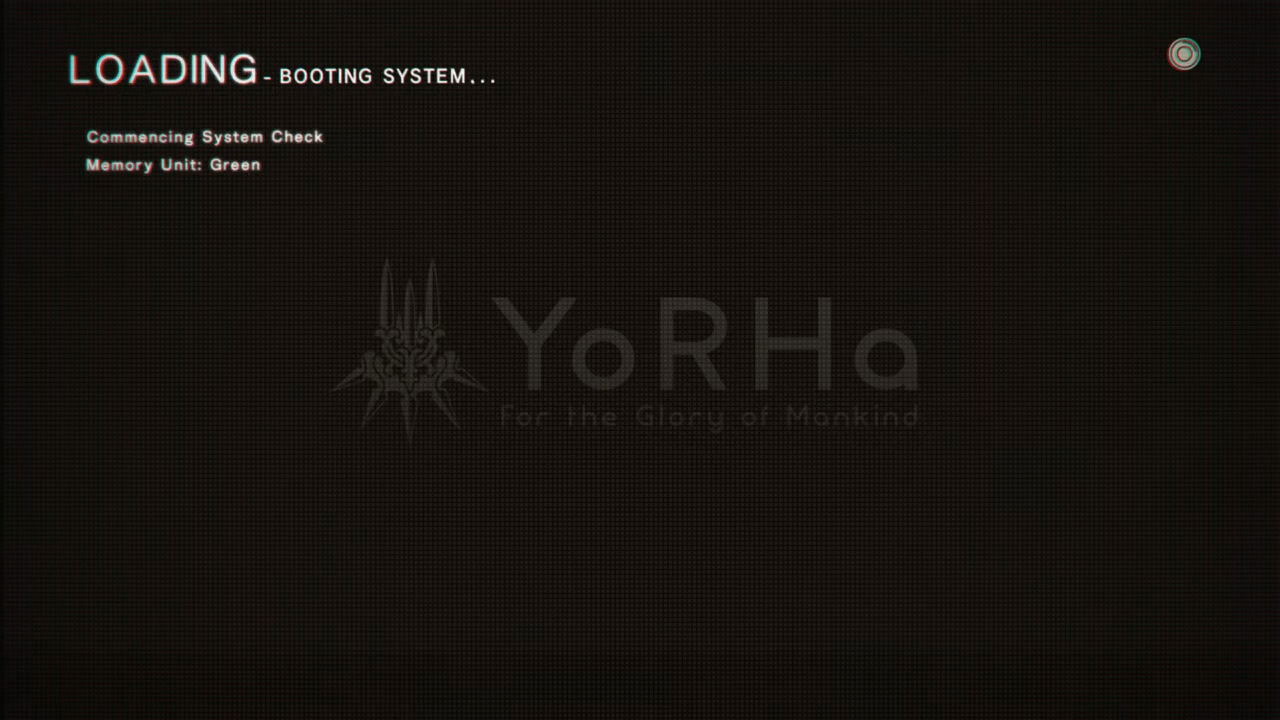 LOADING - BOOTING SYSTEM...
Commencing System Check
Memory Unit: Green
YoRHa
For the Glory of Mankind